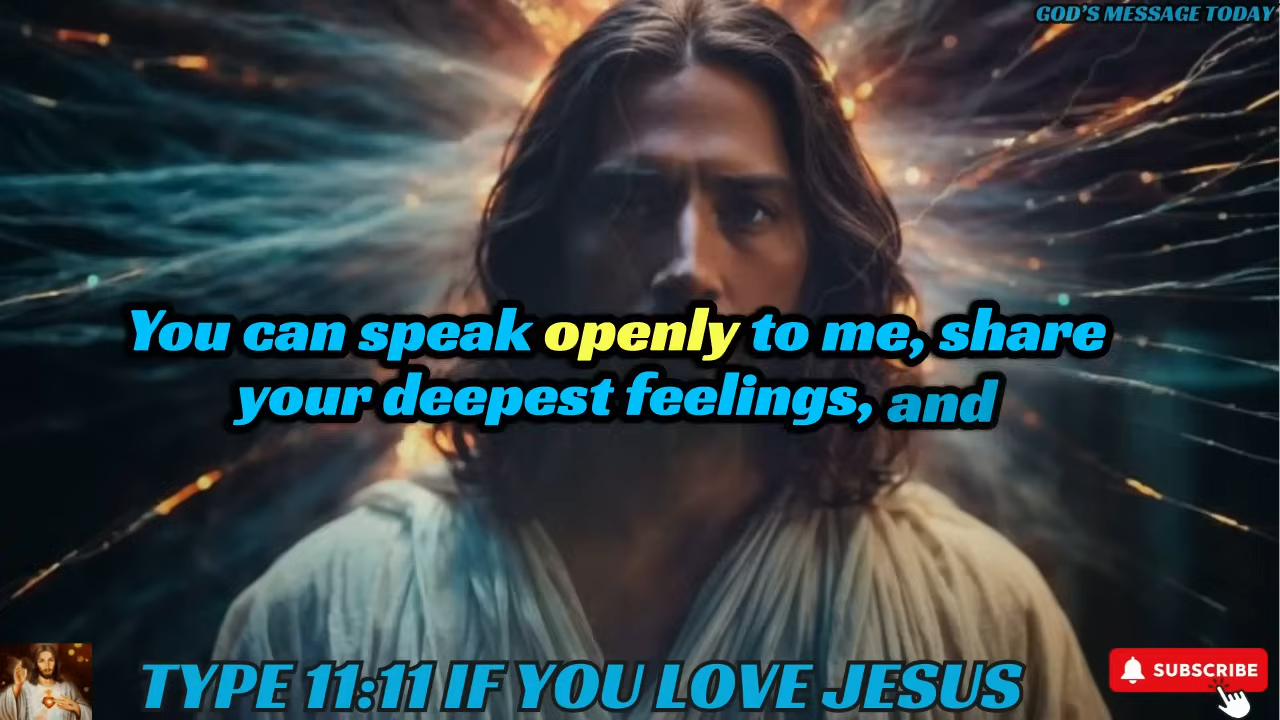 GOD'S MESSAGE TODAY
You can speak openly to me, share
your deepest feelings, and
TYPE 11:11 IF YOU LOVE JESUS
SUBSCRIBE